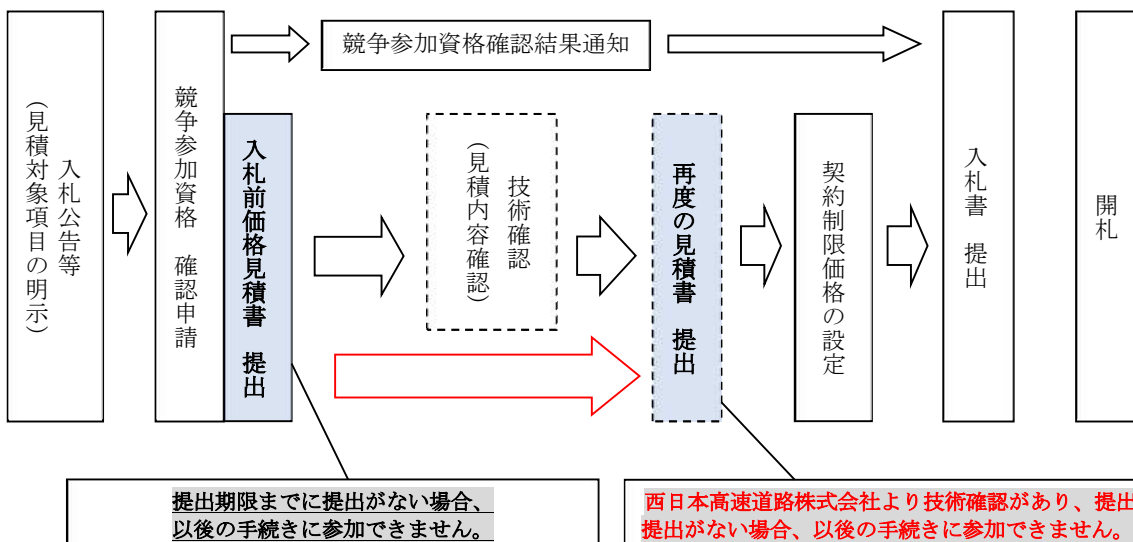 入札公告等
(見積対象項目の明示)
競争参加資格　確認申請
入札前価格見積書　提出
競争参加資格確認結果通知
技術確認
(見積内容確認)
再度の見積書　提出
契約制限価格の設定
入札書　提出
開札
提出期限までに提出がない場合、
以後の手続きに参加できません。
西日本高速道路株式会社より技術確認があり、提出
提出がない場合、以後の手続きに参加できません。